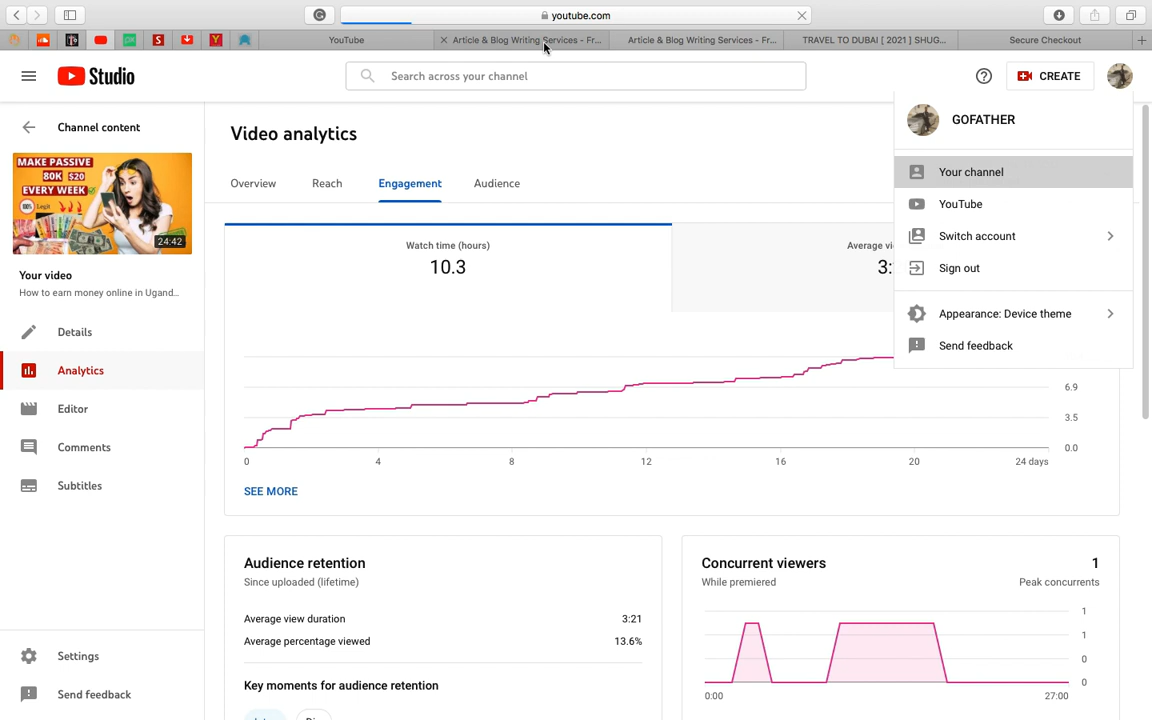 youtube.com
YouTube
Article & Blog Writing Services - Fr...
Article & Blog Writing Services - Fr...
TRAVEL TO DUBAI [ 2021 ] SHUG...
Secure Checkout
Studio
Search across your channel
CREATE
GOFATHER
Your channel
YouTube
Switch account
Sign out
Appearance: Device theme
Send feedback
Channel content
MAKE PASSIVE
80K $20
EVERY WEEK
100% Legit
24:42
Your video
How to earn money online in Ugand...
Details
Analytics
Editor
Comments
Subtitles
Settings
Send feedback
Video analytics
Overview
Reach
Engagement
Audience
Watch time (hours)
10.3
Average vi
3:
6.9
3.5
0.0
0
4
8
12
16
20
24 days
SEE MORE
Audience retention
Since uploaded (lifetime)
Average view duration
3:21
Average percentage viewed
13.6%
Key moments for audience retention
Concurrent viewers
1
While premiered
Peak concurrents
1
1
0
0
0:00
27:00